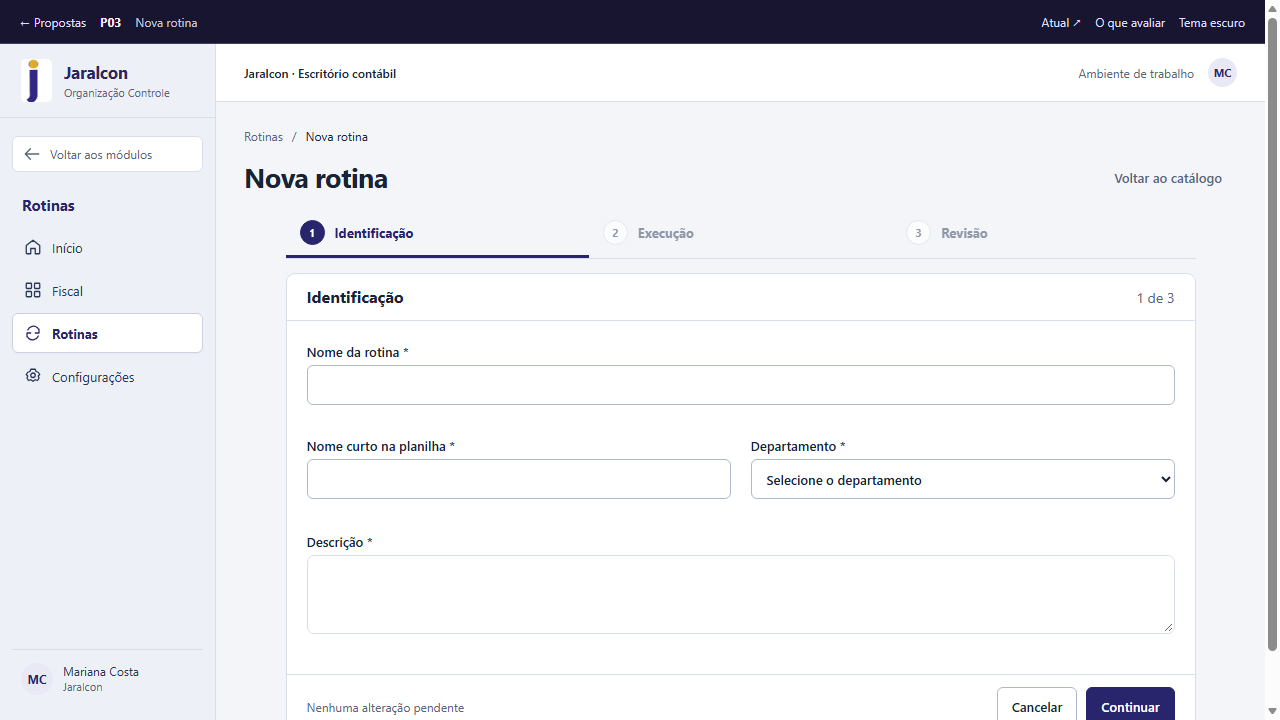 ← Propostas P03 Nova rotina Atual ↗ O que avaliar Tema escuro
Jaralcon
Organização Controle
Jaralcon · Escritório contábil
Ambiente de trabalho MC
Voltar aos módulos
Rotinas
Início
Fiscal
Rotinas
Configurações
MC
Mariana Costa
Jaralcon
Rotinas / Nova rotina
Nova rotina
Voltar ao catálogo
1 Identificação
2 Execução
3 Revisão
Identificação
1 de 3
Nome da rotina *
Nome curto na planilha *
Departamento *
Selecione o departamento
Descrição *
Nenhuma alteração pendente
Cancelar
Continuar